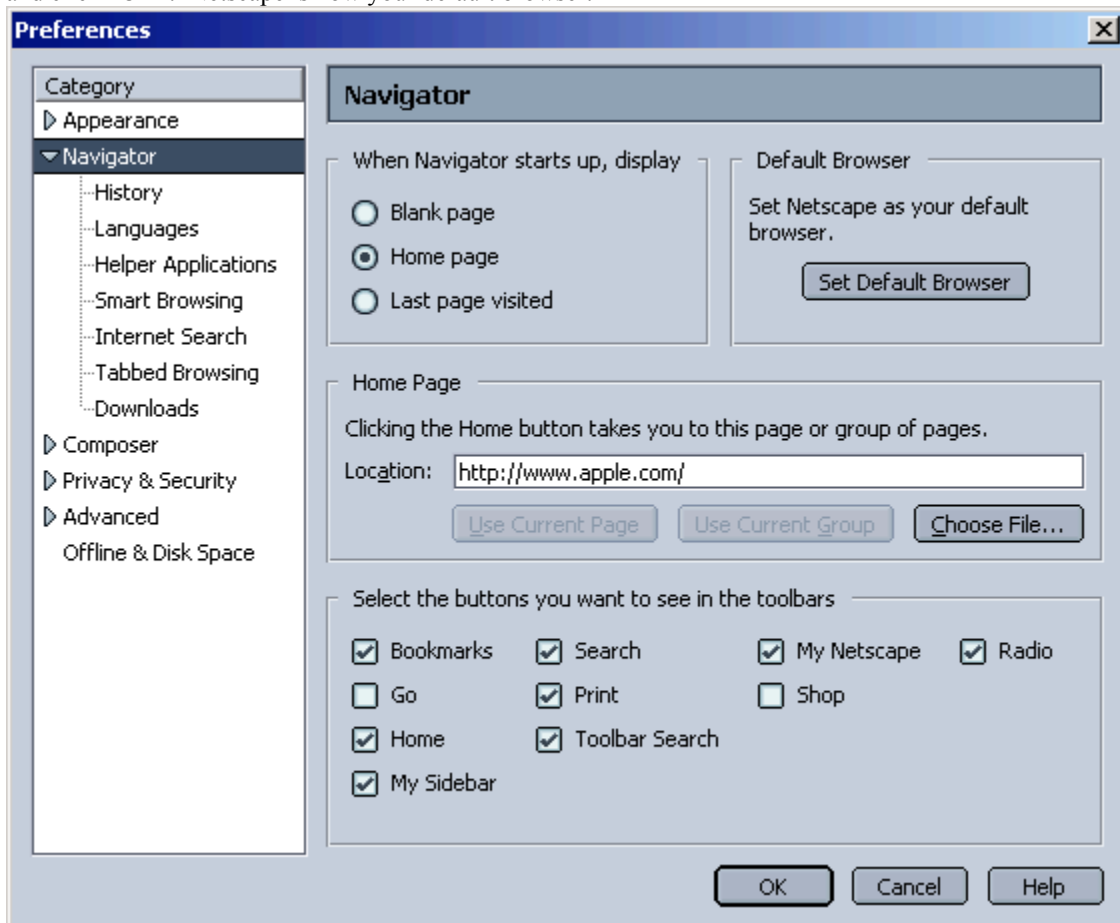 Preferences
Category
Appearance
Navigator
History
Languages
Helper Applications
Smart Browsing
Internet Search
Tabbed Browsing
Downloads
Composer
Privacy & Security
Advanced
Offline & Disk Space
Navigator
When Navigator starts up, display
Blank page
Home page
Last page visited
Default Browser
Set Netscape as your default
browser.
Set Default Browser
Home Page
Clicking the Home button takes you to this page or group of pages.
Location: http://www.apple.com/
Use Current Page Use Current Group Choose File...
Select the buttons you want to see in the toolbars
Bookmarks Search My Netscape Radio
Go Print Shop
Home Toolbar Search
My Sidebar
OK Cancel Help